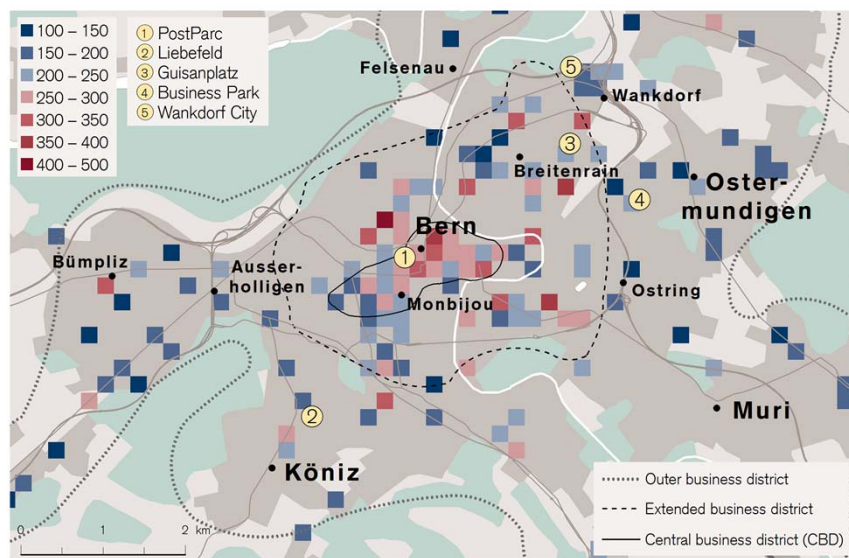 100 – 150
150 – 200
200 – 250
250 – 300
300 – 350
350 – 400
400 – 500
1 PostParc
2 Liebefeld
3 Guisanplatz
4 Business Park
5 Wankdorf City
Felsenau
5
Wankdorf
3
Breitenrain
4
Oster-
mundigen
Bern
1
Bümpliz
Ausser-
holligen
Monbijou
Ostring
2
Muri
Köniz
0 1 2 km
Outer business district
Extended business district
Central business district (CBD)